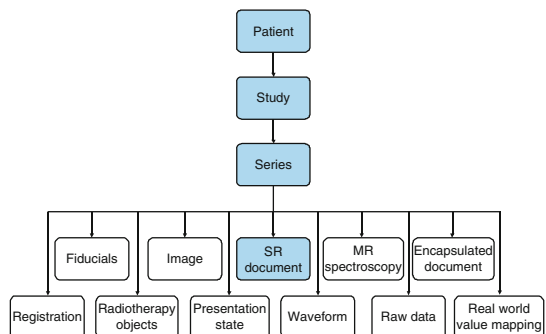 Patient
Study
Series
Fiducials
Image
SR
document
MR
spectroscopy
Encapsulated
document
Registration
Radiotherapy
objects
Presentation
state
Waveform
Raw data
Real world
value mapping